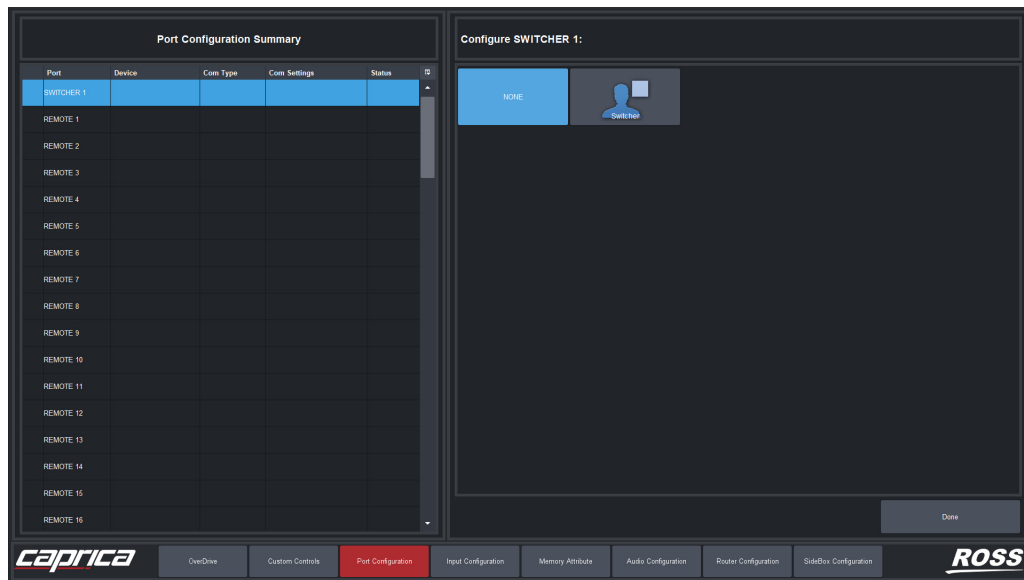 Port Configuration Summary
Port Device Com Type Com Settings Status
SWITCHER 1
REMOTE 1
REMOTE 2
REMOTE 3
REMOTE 4
REMOTE 5
REMOTE 6
REMOTE 7
REMOTE 8
REMOTE 9
REMOTE 10
REMOTE 11
REMOTE 12
REMOTE 13
REMOTE 14
REMOTE 15
REMOTE 16
Configure SWITCHER 1:
NONE
Switcher
Done
caprica OverDrive Custom Controls Port Configuration Input Configuration Memory Attribute Audio Configuration Router Configuration SideBox Configuration ROSS